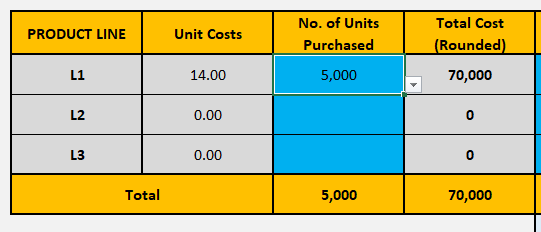 PRODUCT LINE Unit Costs No. of Units Purchased Total Cost (Rounded)
L1 14.00 5,000 70,000
L2 0.00 0
L3 0.00 0
Total 5,000 70,000